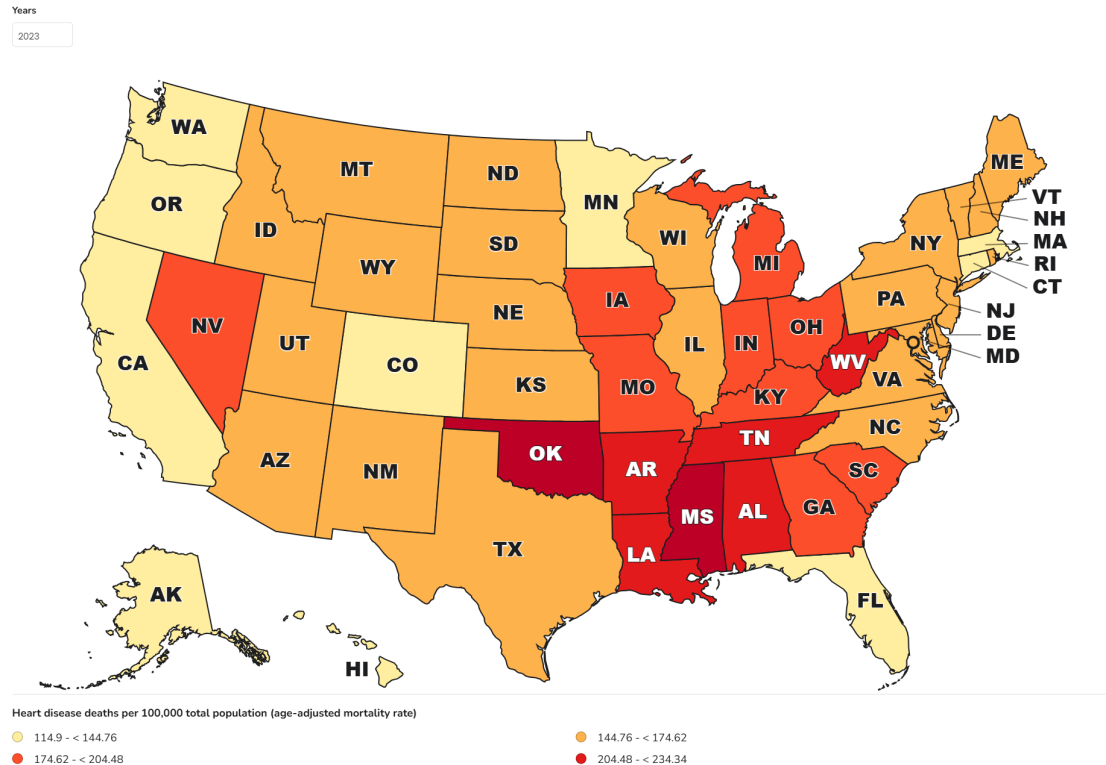 Years
2023
WA
MT
ND
ME
OR
MN
VT
ID
NH
SD
WI
NY
MA
WY
MI
RI
CT
IA
PA
NE
NV
NJ
OH
UT
IL
IN
DE
CO
CA
WV
MD
KS
MO
VA
KY
NC
TN
AZ
OK
NM
AR
SC
MS
AL
GA
TX
LA
AK
FL
HI
Heart disease deaths per 100,000 total population (age-adjusted mortality rate)
114.9 - < 144.76
144.76 - < 174.62
174.62 - < 204.48
204.48 - < 234.34